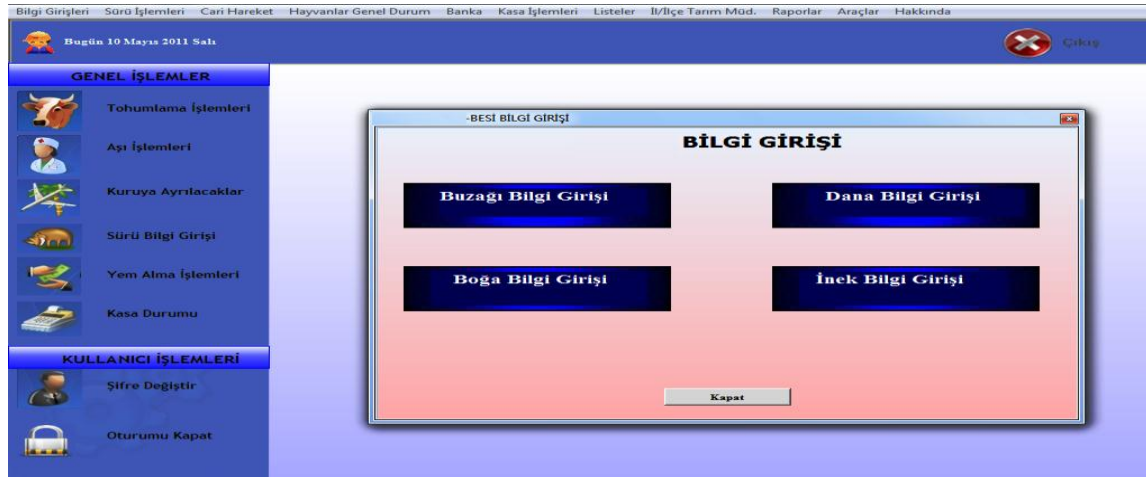 Bilgi Girişleri Sürü İşlemleri Cari Hareket Hayvanlar Genel Durum Banka Kasa İşlemleri Listeler İl/İlçe Tarım Müd. Raporlar Araçlar Hakkında
Bugün 10 Mayıs 2011 Salı
Çıkış
GENEL İŞLEMLER
Tohumlama İşlemleri
Aşı İşlemleri
Kuruya Ayrılacaklar
Sürü Bilgi Girişi
Yem Alma İşlemleri
Kasa Durumu
KULLANICI İŞLEMLERİ
Şifre Değiştir
Oturumu Kapat
-BESİ BİLGİ GİRİŞİ
BİLGİ GİRİŞİ
Buzağı Bilgi Girişi
Dana Bilgi Girişi
Boğa Bilgi Girişi
İnek Bilgi Girişi
Kapat